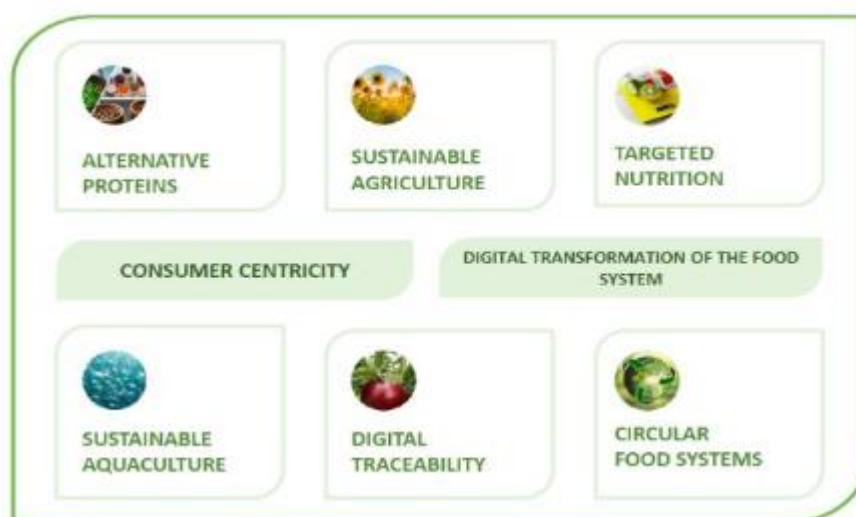 ALTERNATIVE
PROTEINS
SUSTAINABLE
AGRICULTURE
TARGETED
NUTRITION
CONSUMER CENTRICITY
DIGITAL TRANSFORMATION OF THE FOOD
SYSTEM
SUSTAINABLE
AQUACULTURE
DIGITAL
TRACEABILITY
CIRCULAR
FOOD SYSTEMS